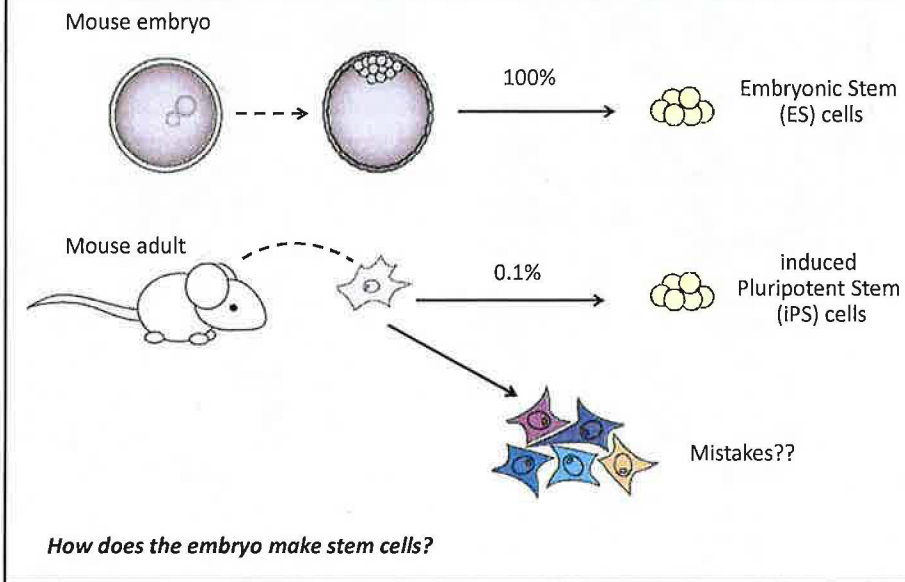 Mouse embryo
100%
Embryonic Stem
(ES) cells
Mouse adult
0.1%
induced
Pluripotent Stem
(iPS) cells
Mistakes??
How does the embryo make stem cells?